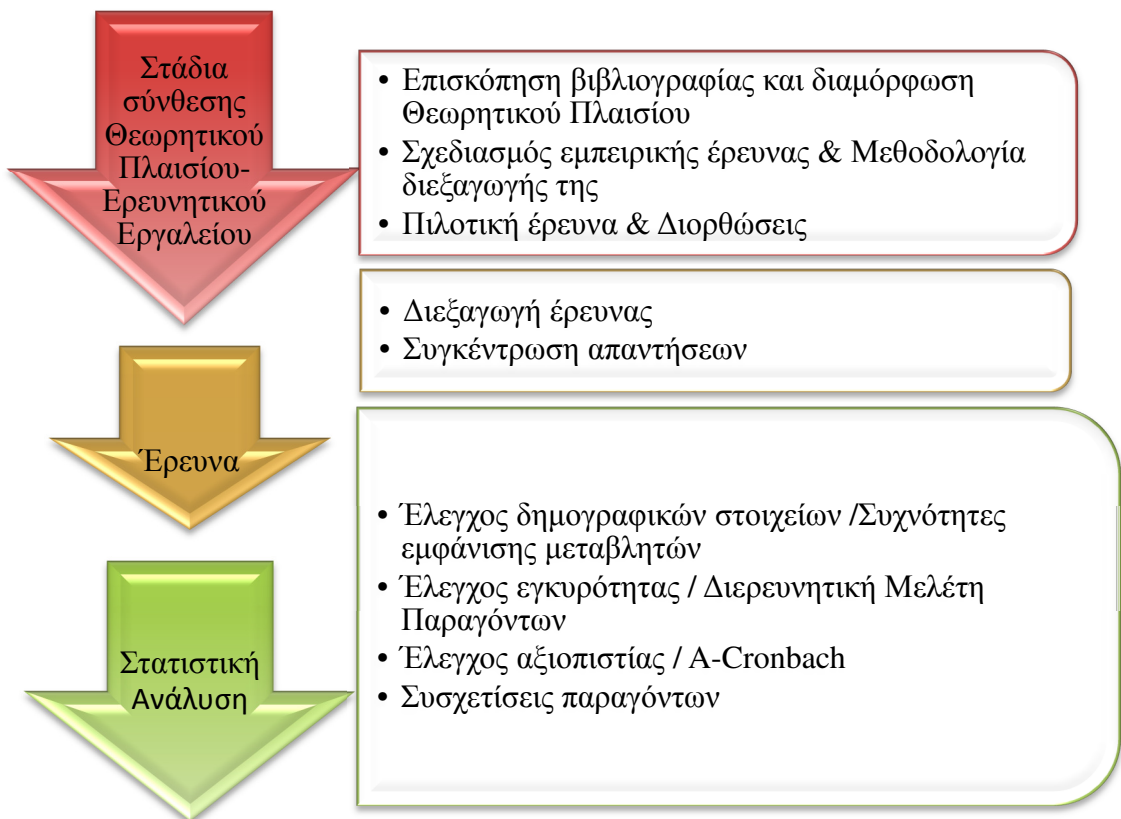 Στάδια
σύνθεσης
Θεωρητικού
Πλαισίου-
Ερευνητικού
Εργαλείου
• Επισκόπηση βιβλιογραφίας και διαμόρφωση
Θεωρητικού Πλαισίου
• Σχεδιασμός εμπειρικής έρευνας & Μεθοδολογία
διεξαγωγής της
• Πιλοτική έρευνα & Διορθώσεις
Έρευνα
• Διεξαγωγή έρευνας
• Συγκέντρωση απαντήσεων
Στατιστική
Ανάλυση
• Έλεγχος δημογραφικών στοιχείων /Συχνότητες
εμφάνισης μεταβλητών
• Έλεγχος εγκυρότητας / Διερευνητική Μελέτη
Παραγόντων
• Έλεγχος αξιοπιστίας / A-Cronbach
• Συσχετίσεις παραγόντων